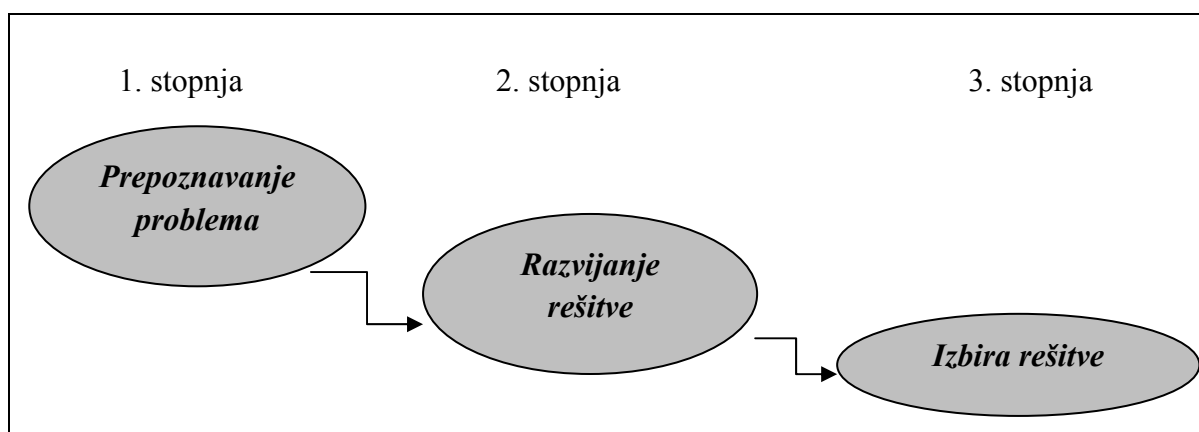 1. stopnja
2. stopnja
3. stopnja
Prepoznavanje
problema
Razvijanje
rešitve
Izbira rešitve